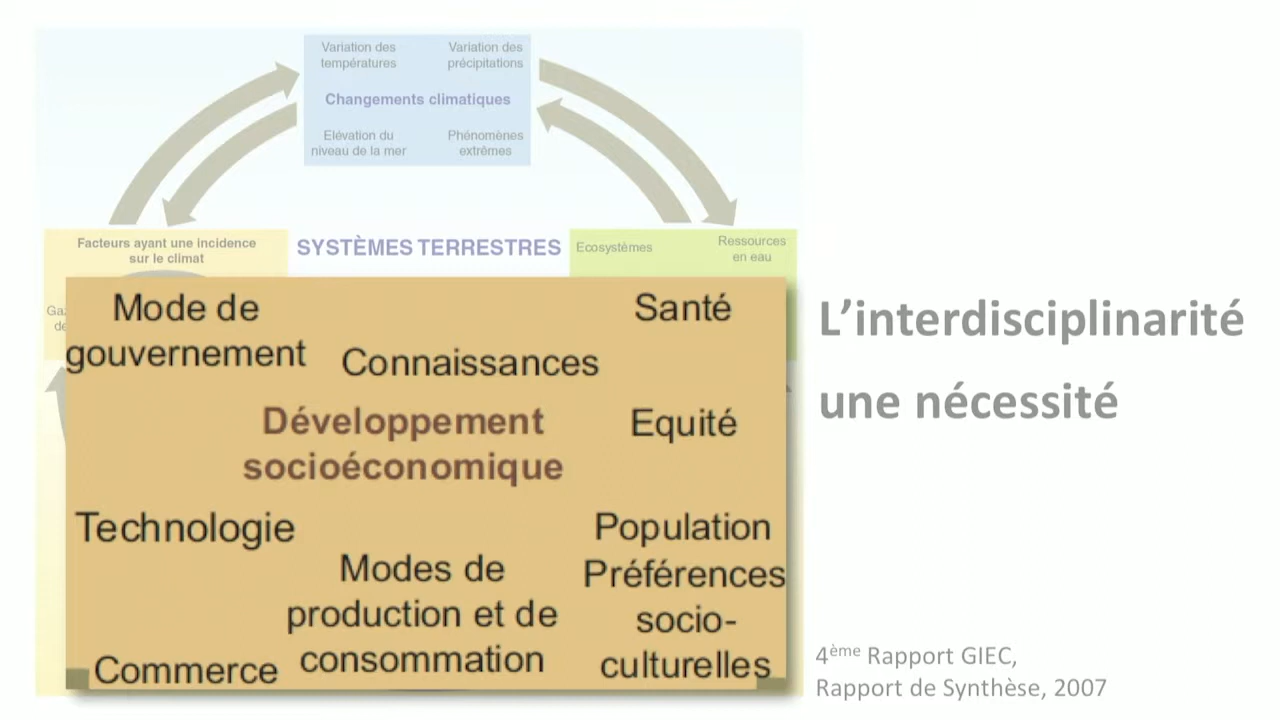 Variation des
températures
Variation des
précipitations
Changements climatiques
Elévation du
niveau de la mer
Phénomènes
extrêmes
Facteurs ayant une incidence
sur le climat
SYSTÈMES TERRESTRES
Ecosystèmes
Ressources
en eau
Mode de
gouvernement
Connaissances
Santé
Développement
socioéconomique
Equité
Technologie
Population
Modes de
production et de
consommation
Préférences
socio-
culturelles
Commerce
L'interdisciplinarité
une nécessité
4ème Rapport GIEC,
Rapport de Synthèse, 2007